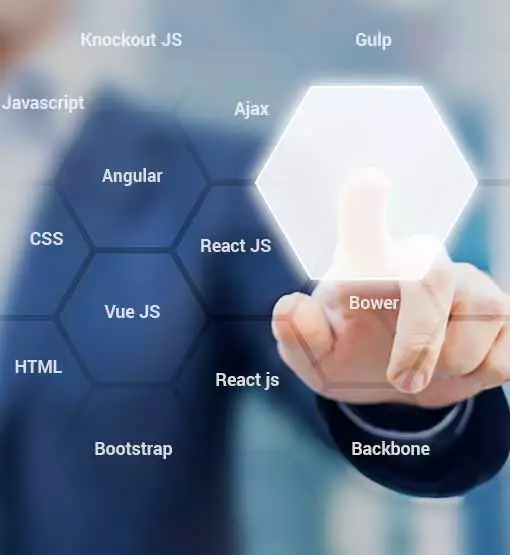 Knockout JS
Gulp
Javascript
Ajax
Angular
CSS
React JS
Vue JS
Bower
HTML
React js
Bootstrap
Backbone